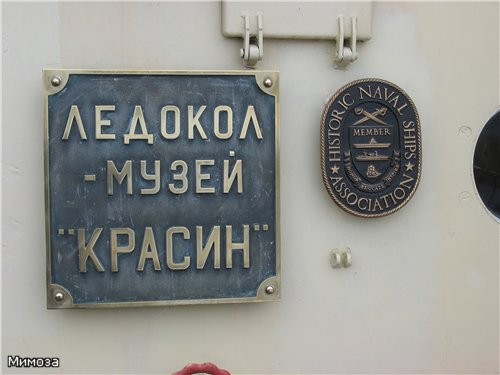 ЛЕДОКОЛ
-МУЗЕЙ
"КРАСИН"
HISTORIC NAVAL SHIPS
ASSOCIATION
MEMBER
Мимоза